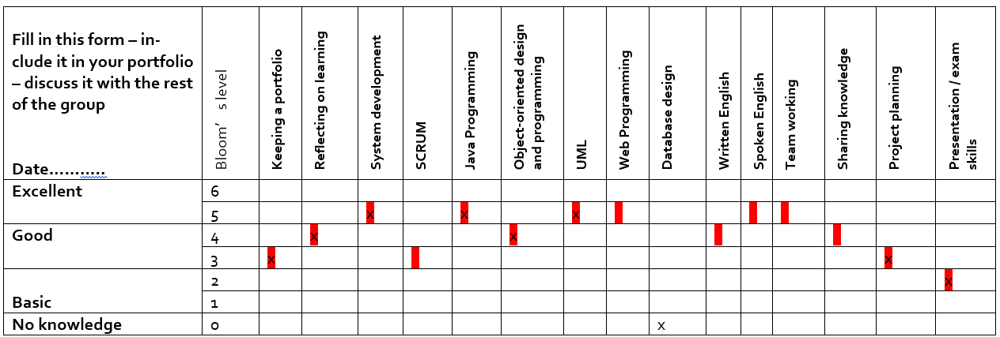 Fill in this form – in-
clude it in your portfolio
– discuss it with the rest
of the group
Date...........
Bloom’ s level
Keeping a portfolio
Reflecting on learning
System development
SCRUM
Java Programming
Object-oriented design
and programming
UML
Web Programming
Database design
Written English
Spoken English
Team working
Sharing knowledge
Project planning
Presentation / exam
skills
Excellent 6
5 x x x
Good 4 x x
3 x x
2 x
Basic 1
No knowledge 0 x